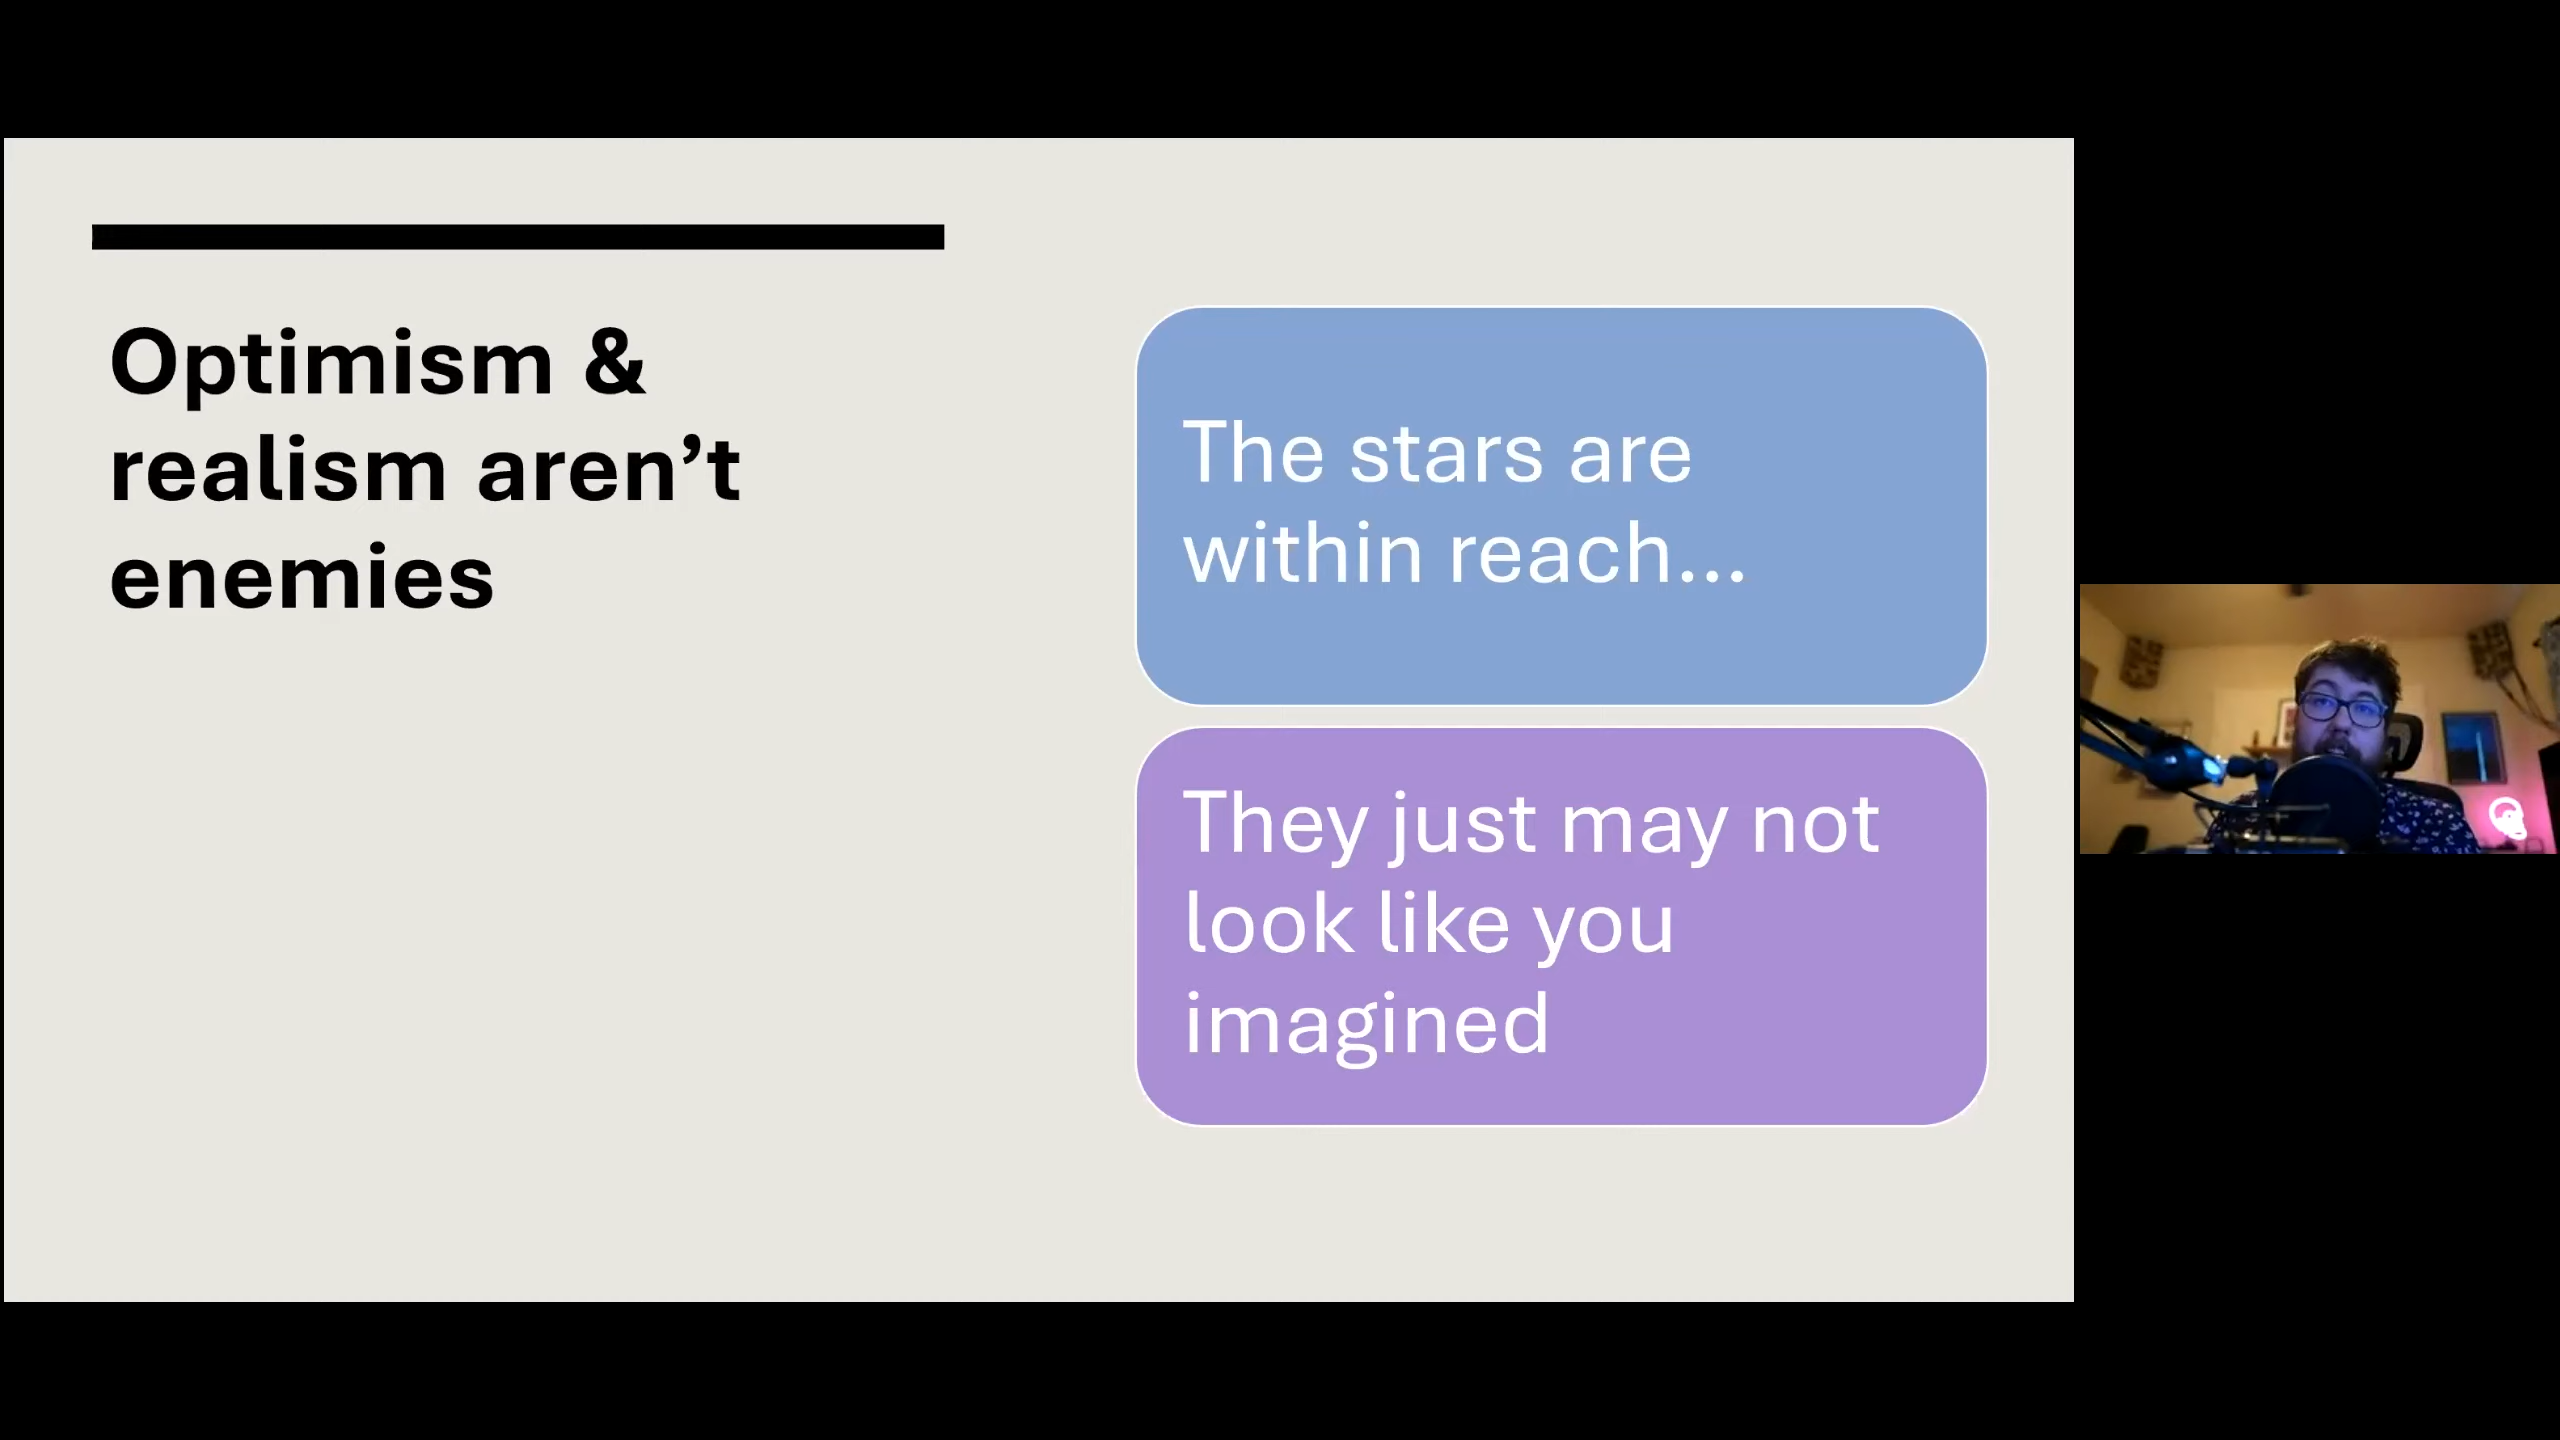 Optimism &
realism aren’t
enemies
The stars are
within reach…
They just may not
look like you
imagined